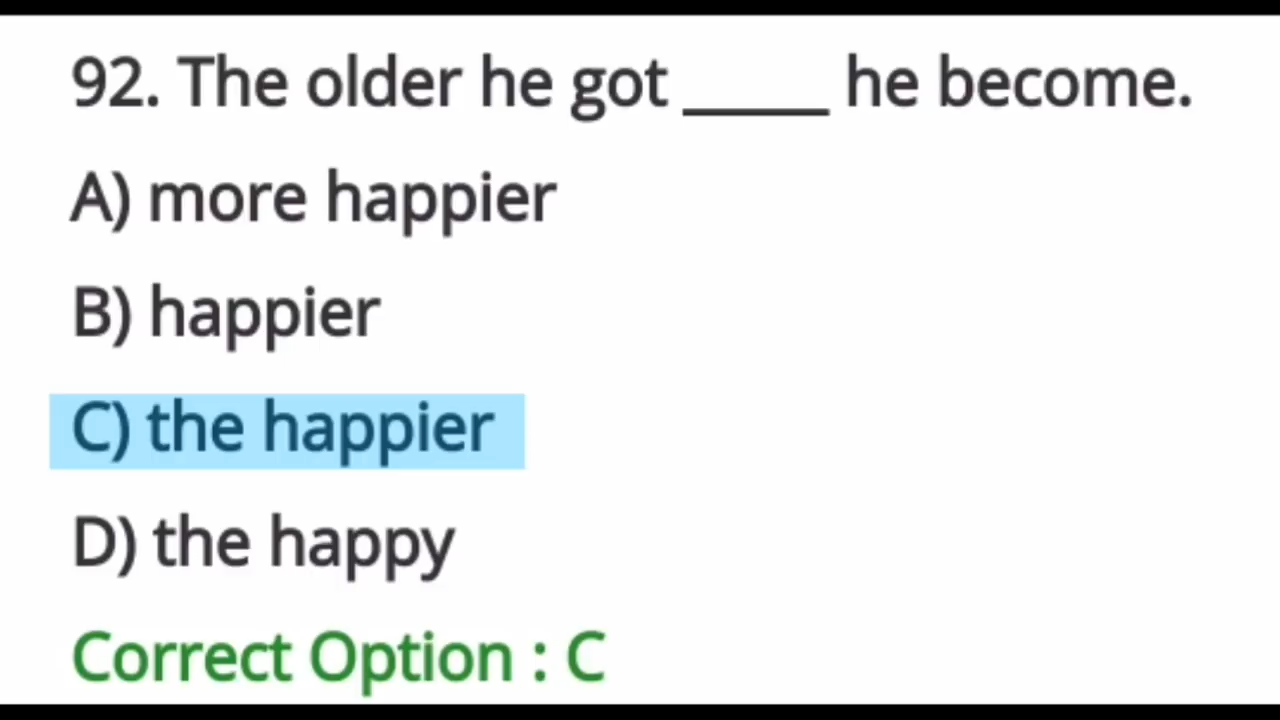 92. The older he got _____ he become.
A) more happier
B) happier
C) the happier
D) the happy
Correct Option : C